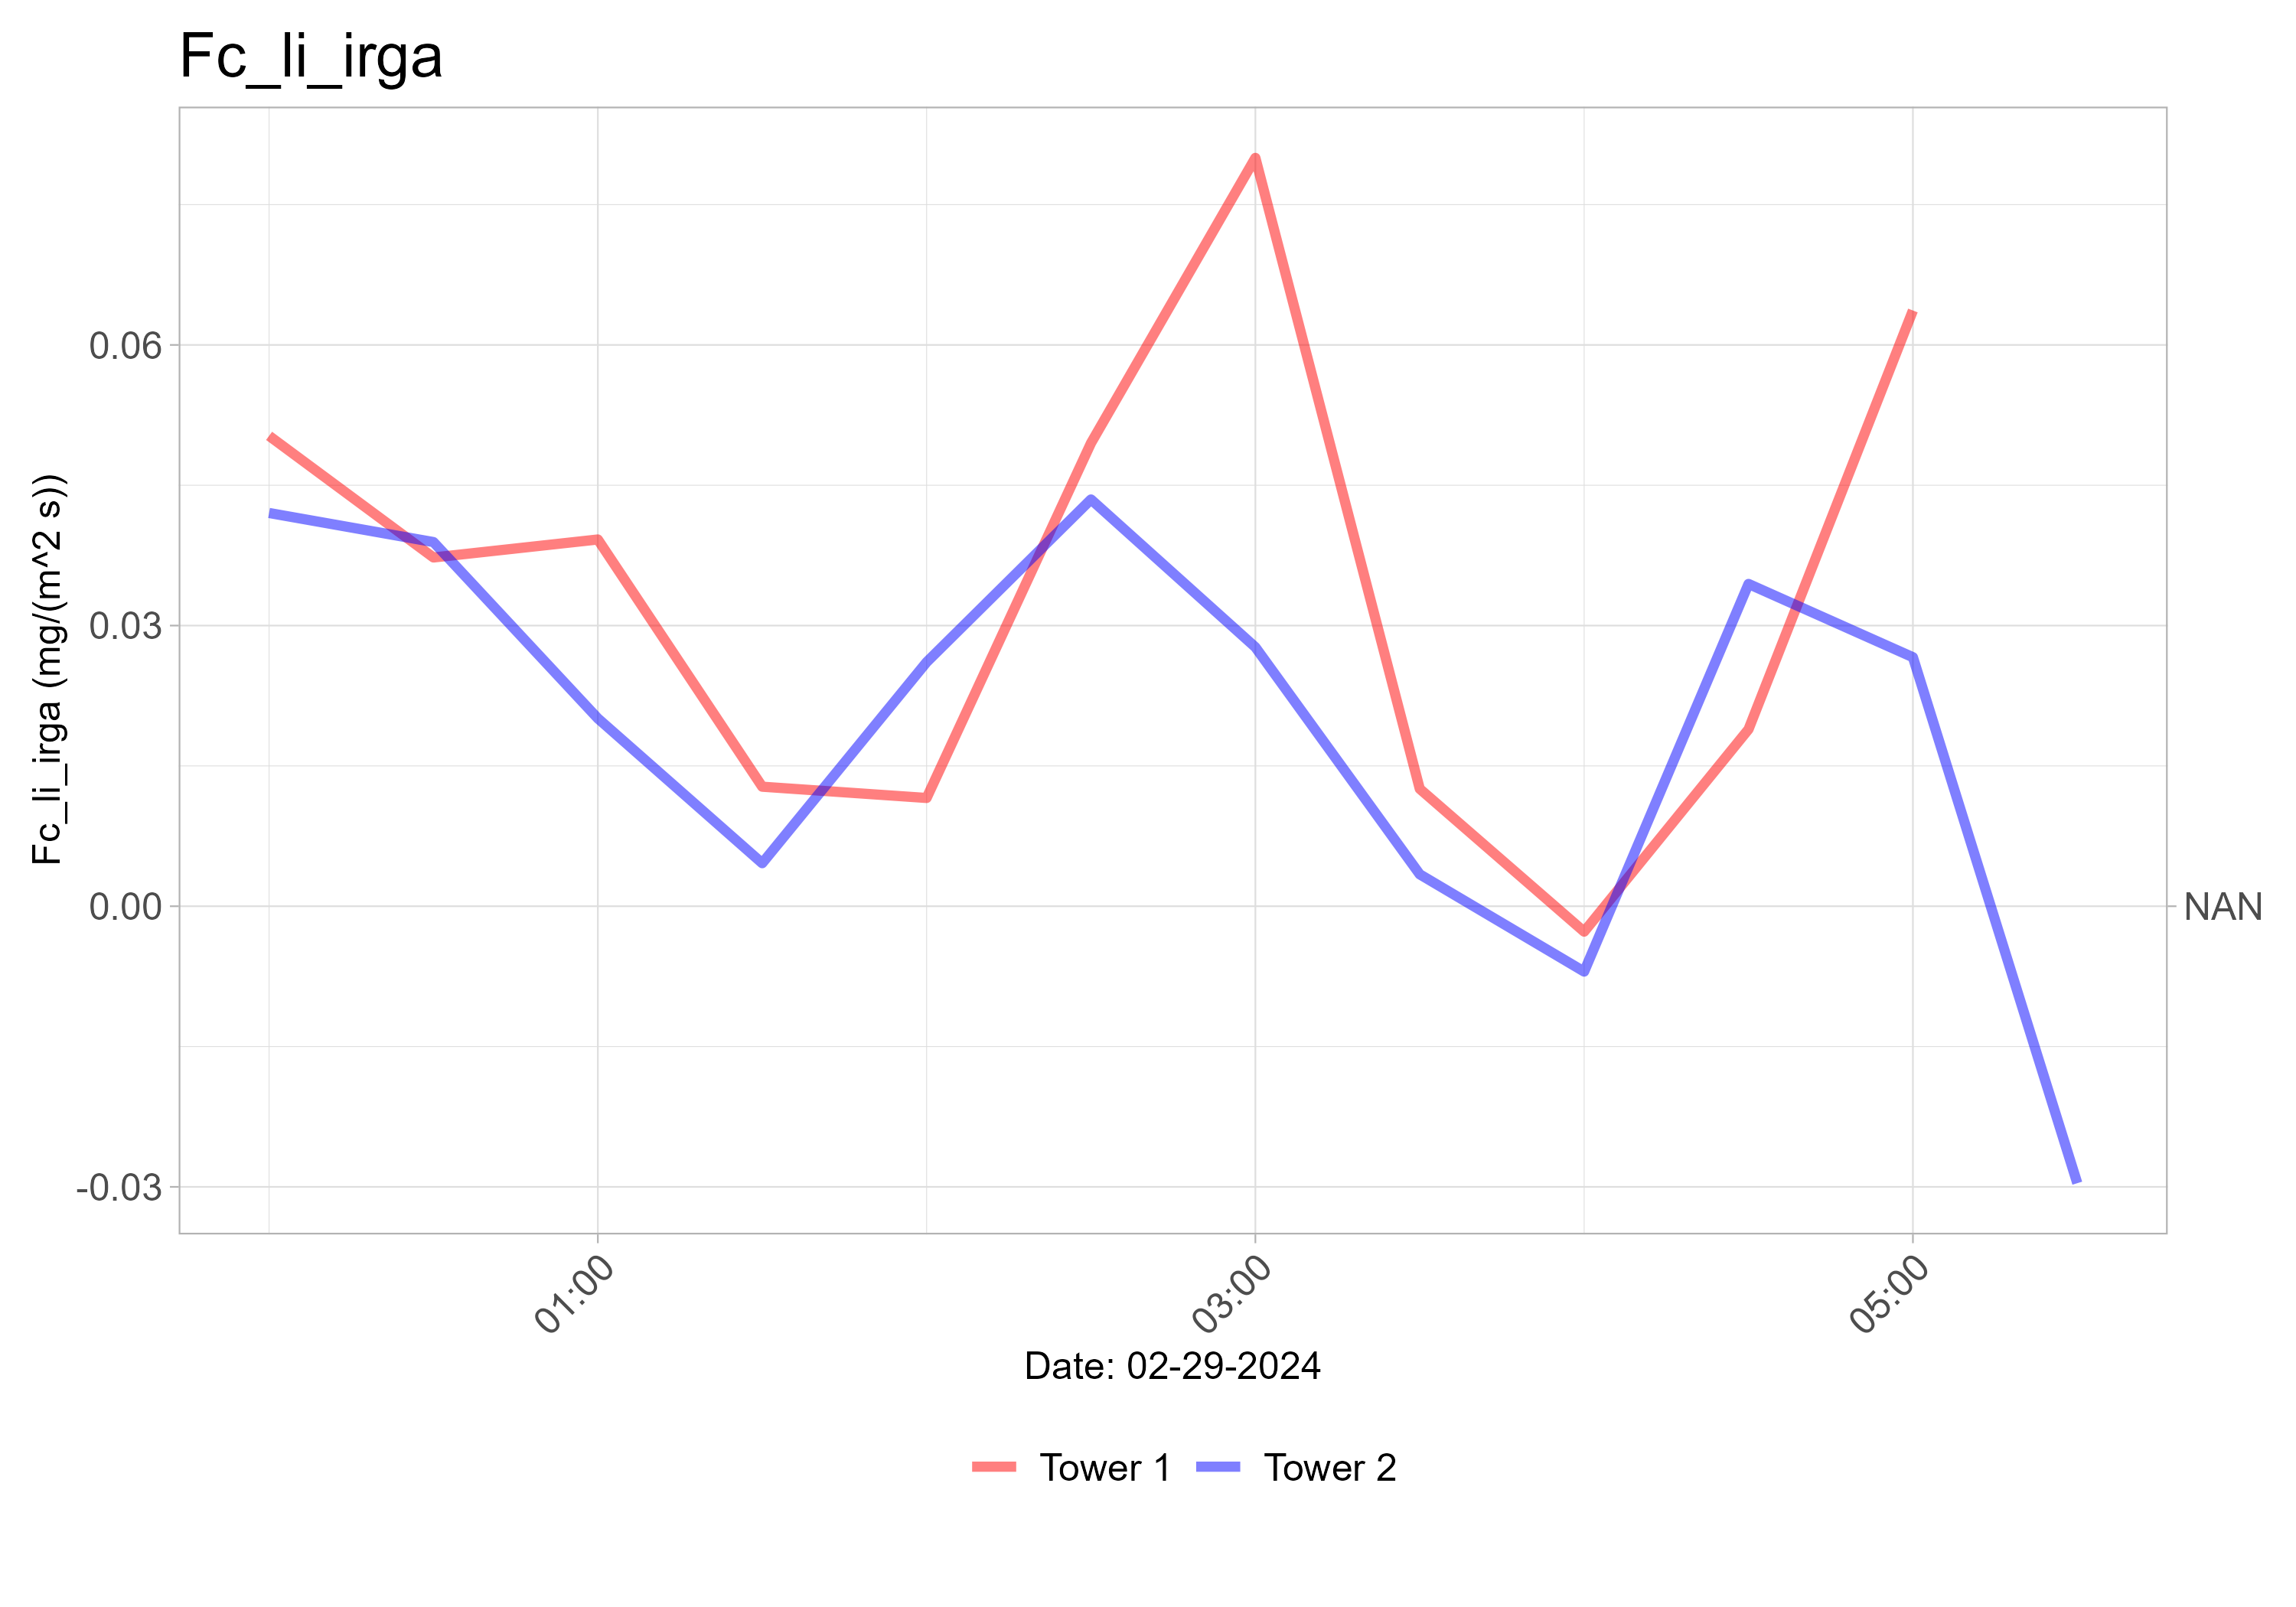 Fc_li_irga
Fc_li_irga (mg/(m^2 s))
0.06
0.03
0.00
-0.03
NAN
01:00
03:00
05:00
Date: 02-29-2024
Tower 1
Tower 2